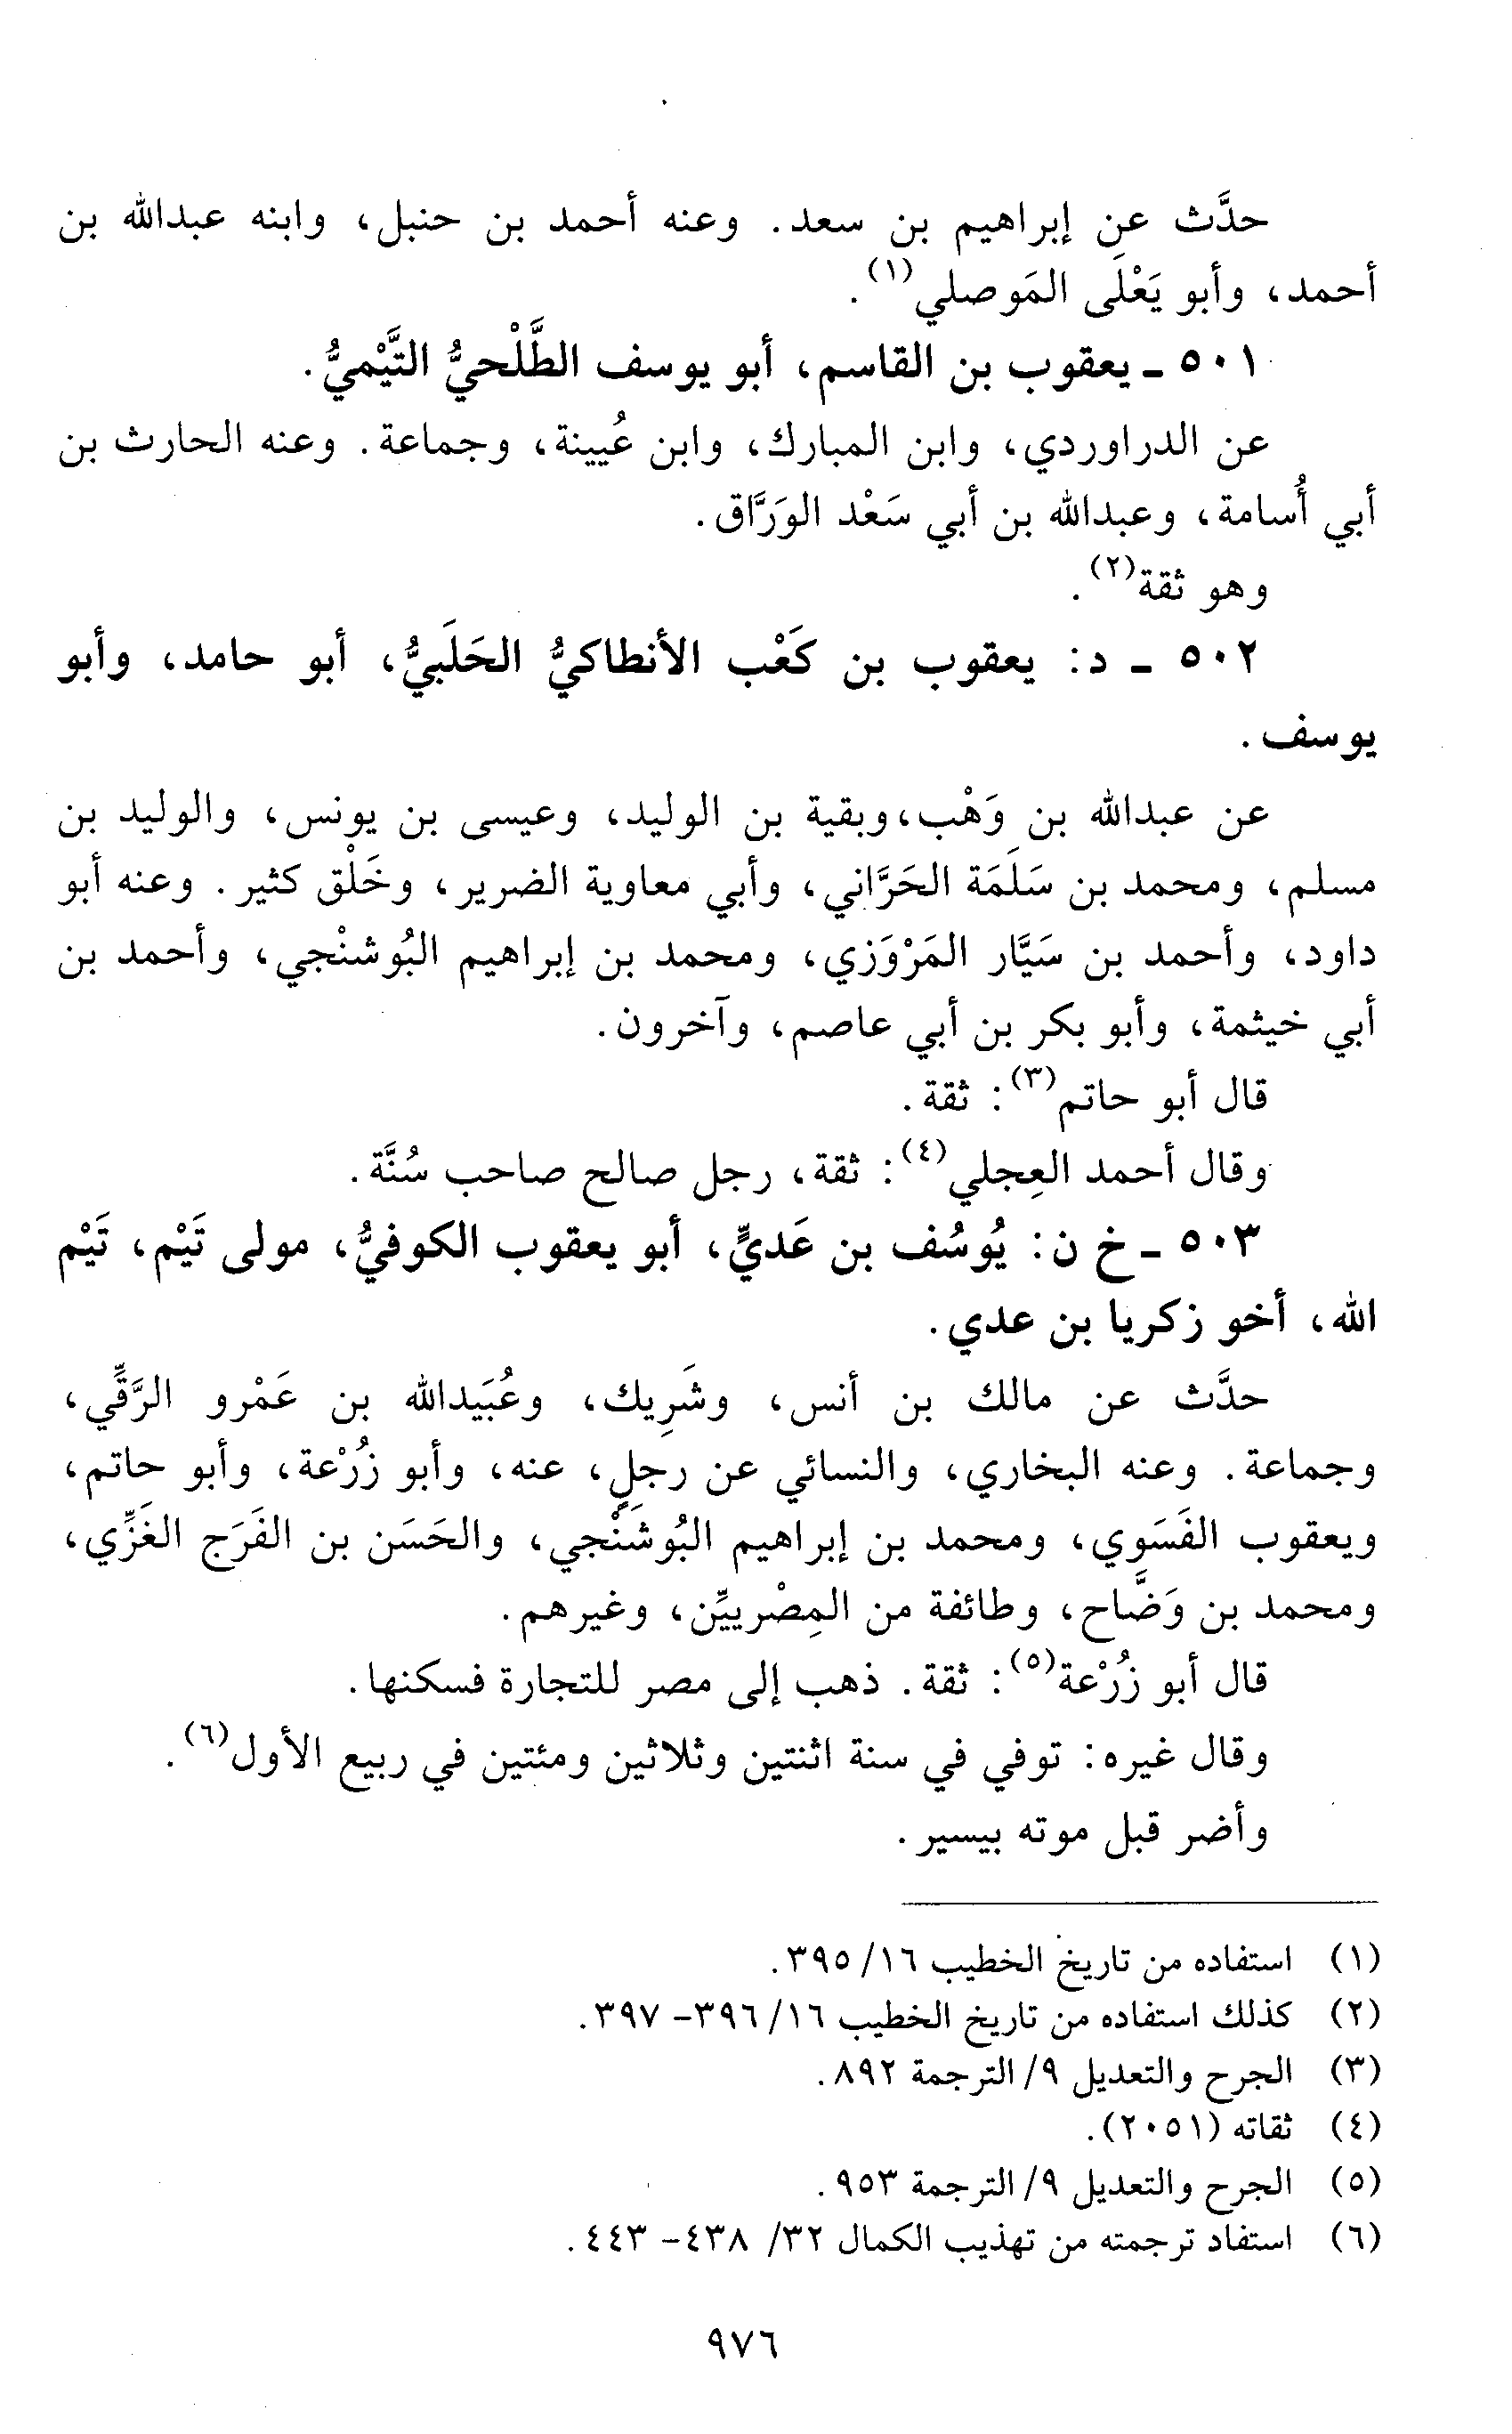 حدَّث عن إبراهيم بن سعد. وعنه أحمد بن حنبل، وابنه عبدالله بن
أحمد، وأبو يَعْلَى المَوصلي(١).
٥٠١ ـ يعقوب بن القاسم، أبو يوسف الطَّلْحيُّ التَّيْميُّ.
عن الدراوردي، وابن المبارك، وابن عُيينة، وجماعة. وعنه الحارث بن
أبي أُسامة، وعبدالله بن أبي سَعْد الوَرَّاق.
وهو ثقة(٢).
٥٠٢ ـ د: يعقوب بن كَعْب الأنطاكيُّ الحَلَبيُّ، أبو حامد، وأبو
يوسف.
عن عبدالله بن وَهْب،وبقية بن الوليد، وعيسى بن يونس، والوليد بن
مسلم، ومحمد بن سَلَمَة الحَرَّاني، وأبي معاوية الضرير، وخَلْق كثير. وعنه أبو
داود، وأحمد بن سَيَّار المَرْوَزي، ومحمد بن إبراهيم البُوشنْجي، وأحمد بن
أبي خيثمة، وأبو بكر بن أبي عاصم، وآخرون.
قال أبو حاتم(٣): ثقة.
وقال أحمد العِجلي(٤): ثقة، رجل صالح صاحب سُنَّة.
٥٠٣ ـ خ ن: يُوسُف بن عَديٍّ، أبو يعقوب الكوفيُّ، مولى تَيْم، تَيْم
الله، أخو زكريا بن عدي.
حدَّث عن مالك بن أنس، وشَرِيك، وعُبَيدالله بن عَمْرو الرَّقِّي،
وجماعة. وعنه البخاري، والنسائي عن رجلٍ، عنه، وأبو زُرْعة، وأبو حاتم،
ويعقوب الفَسَوي، ومحمد بن إبراهيم البُوشَنْجي، والحَسَن بن الفَرَج الغَزِّي،
ومحمد بن وَضَّاح، وطائفة من المِصْرييِّن، وغيرهم.
قال أبو زُرْعة(٥): ثقة. ذهب إلى مصر للتجارة فسكنها.
وقال غيره: توفي في سنة اثنتين وثلاثين ومئتين في ربيع الأول(٦).
وأضر قبل موته بيسير.
(١) استفاده من تاريخ الخطيب ١٦/ ٣٩٥.
(٢) كذلك استفاده من تاريخ الخطيب ١٦/ ٣٩٦- ٣٩٧.
(٣) الجرح والتعديل ٩/ الترجمة ٨٩٢.
(٤) ثقاته (٢٠٥١).
(٥) الجرح والتعديل ٩/ الترجمة ٩٥٣.
(٦) استفاد ترجمته من تهذيب الكمال ٣٢/ ٤٣٨- ٤٤٣.
٩٧٦